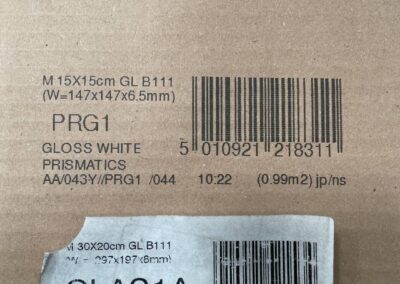 M 15X15cm GL B111
(W=147x147x6.5mm)
PRG1
GLOSS WHITE
PRISMATICS
5 010921 218311
AA/043Y//PRG1 /044 10:22 (0.99m2) jp/ns
M 30X20cm GL B111
(W = 297x197x8mm)